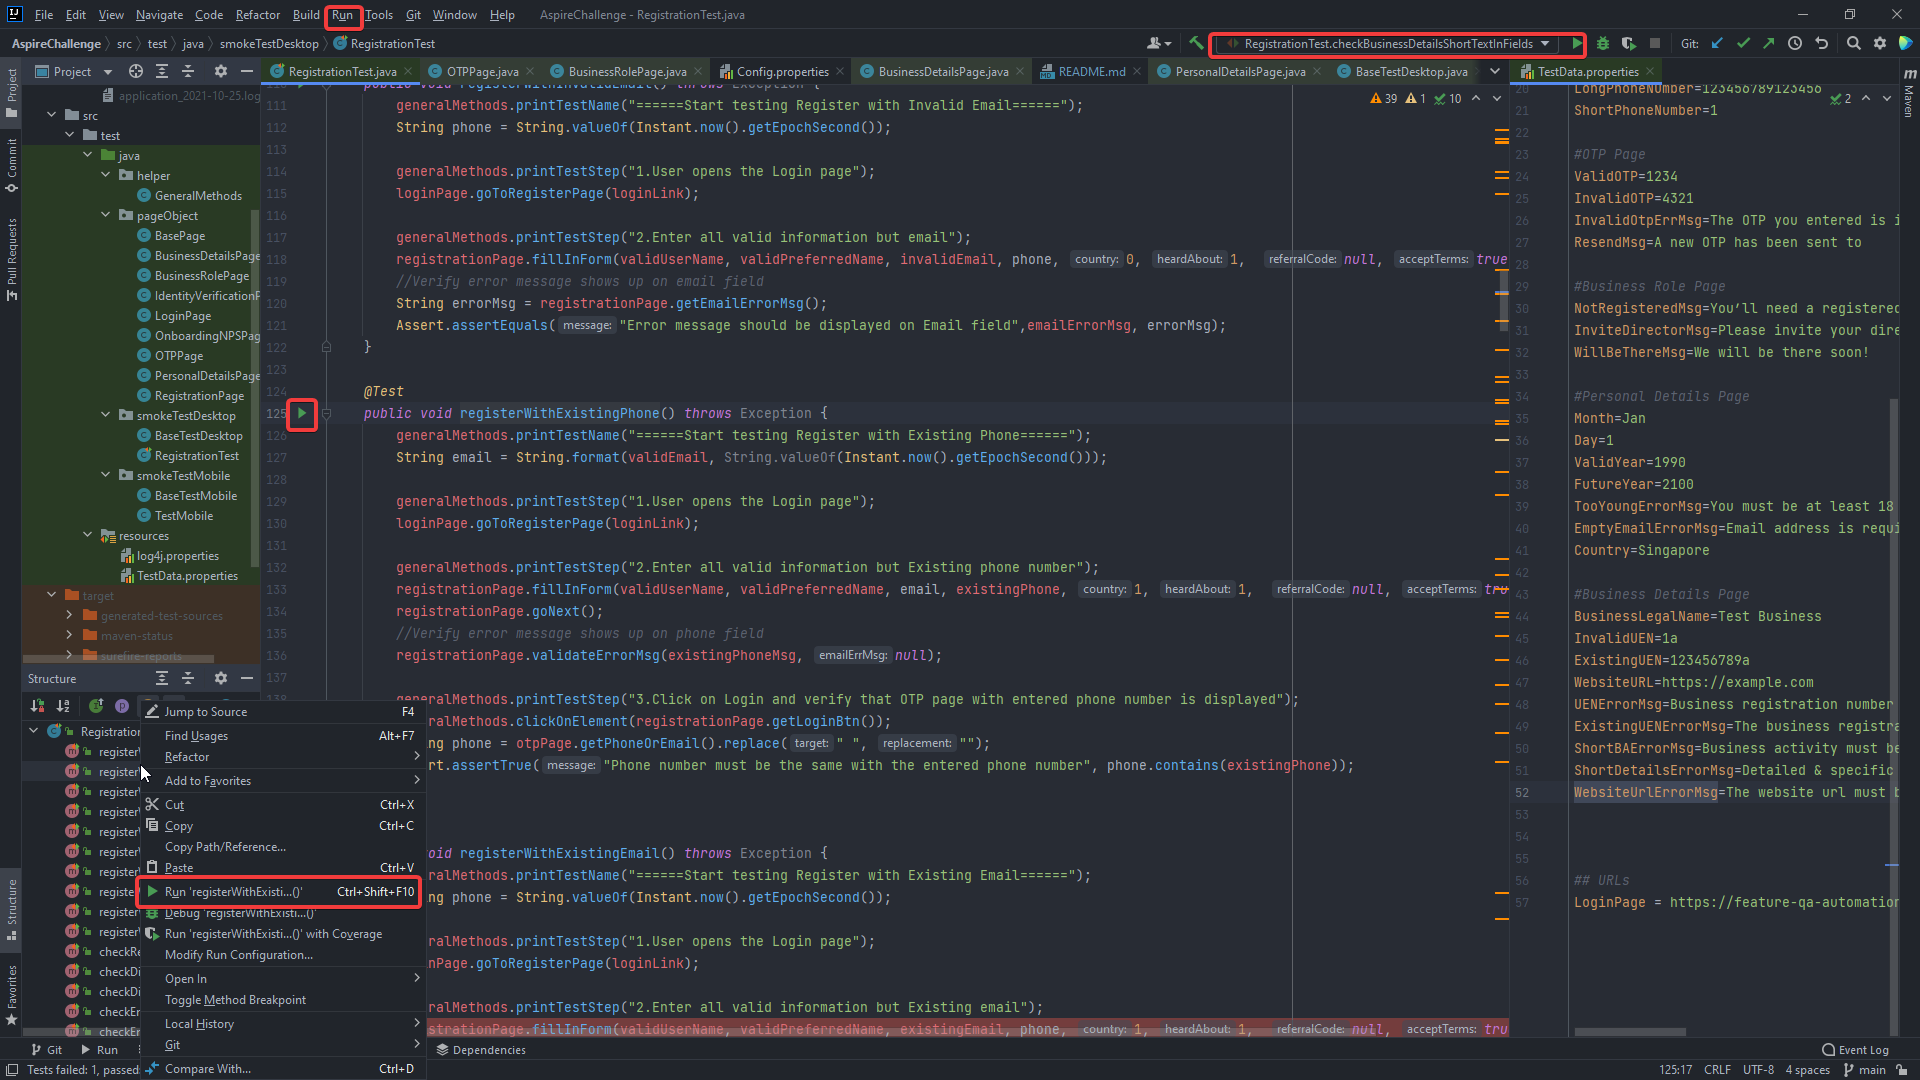 File Edit View Navigate Code Refactor Build Run Tools Git Window Help AspireChallenge - RegistrationTest.java
AspireChallenge src test java smokeTestDesktop RegistrationTest
RegistrationTest.checkBusinessDetailsShortTextInFields Git:
Project
RegistrationTest.java OTPPage.java BusinessRolePage.java Config.properties BusinessDetailsPage.java README.md PersonalDetailsPage.java BaseTestDesktop.java TestData.properties
Project
Commit
Pull Requests
Structure
Favorites
Maven
application_2021-10-25.log
src
test
java
helper
GeneralMethods
pageObject
BasePage
BusinessDetailsPage
BusinessRolePage
IdentityVerificationP
LoginPage
OnboardingNPSPag
OTPPage
PersonalDetailsPage
RegistrationPage
smokeTestDesktop
BaseTestDesktop
RegistrationTest
smokeTestMobile
BaseTestMobile
TestMobile
resources
log4j.properties
TestData.properties
target
generated-test-sources
maven-status
surefire-reports
Structure
Registration
register
register
register
register
register
register
register
register
register
register
checkRe
checkDi
checkDi
checkEr
checkEr
Jump to Source F4
Find Usages Alt+F7
Refactor
Add to Favorites
Cut Ctrl+X
Copy Ctrl+C
Copy Path/Reference...
Paste Ctrl+V
Run 'registerWithExisti...()' Ctrl+Shift+F10
Debug 'registerWithExisti...()'
Run 'registerWithExisti...()' with Coverage
Modify Run Configuration...
Open In
Toggle Method Breakpoint
Local History
Git
Compare With... Ctrl+D
39 1 10
public void registerWithInvalidEmail() throws Exception {
111 generalMethods.printTestName("======Start testing Register with Invalid Email======");
112 String phone = String.valueOf(Instant.now().getEpochSecond());
113
114 generalMethods.printTestStep("1.User opens the Login page");
115 loginPage.goToRegisterPage(loginLink);
116
117 generalMethods.printTestStep("2.Enter all valid information but email");
118 registrationPage.fillInForm(validUserName, validPreferredName, invalidEmail, phone, country: 0, heardAbout: 1, referralCode: null, acceptTerms: true
119 //Verify error message shows up on email field
120 String errorMsg = registrationPage.getEmailErrorMsg();
121 Assert.assertEquals( message: "Error message should be displayed on Email field",emailErrorMsg, errorMsg);
122 }
123
124 @Test
125 public void registerWithExistingPhone() throws Exception {
126 generalMethods.printTestName("======Start testing Register with Existing Phone======");
127 String email = String.format(validEmail, String.valueOf(Instant.now().getEpochSecond()));
128
129 generalMethods.printTestStep("1.User opens the Login page");
130 loginPage.goToRegisterPage(loginLink);
131
132 generalMethods.printTestStep("2.Enter all valid information but Existing phone number");
133 registrationPage.fillInForm(validUserName, validPreferredName, email, existingPhone, country: 1, heardAbout: 1, referralCode: null, acceptTerms: tru
134 registrationPage.goNext();
135 //Verify error message shows up on phone field
136 registrationPage.validateErrorMsg(existingPhoneMsg, emailErrMsg: null);
137
138 generalMethods.printTestStep("3.Click on Login and verify that OTP page with entered phone number is displayed");
ralMethods.clickOnElement(registrationPage.getLoginBtn());
ng phone = otpPage.getPhoneOrEmail().replace( target: " ", replacement: "");
rt.assertTrue( message: "Phone number must be the same with the entered phone number", phone.contains(existingPhone));
oid registerWithExistingEmail() throws Exception {
ralMethods.printTestName("======Start testing Register with Existing Email======");
ng phone = String.valueOf(Instant.now().getEpochSecond());
ralMethods.printTestStep("1.User opens the Login page");
nPage.goToRegisterPage(loginLink);
ralMethods.printTestStep("2.Enter all valid information but Existing email");
strationPage.fillInForm(validUserName, validPreferredName, existingEmail, phone, country: 1, heardAbout: 1, referralCode: null, acceptTerms: tru
2
20 LongPhoneNumber=123456789123456
21 ShortPhoneNumber=1
22
23 #OTP Page
24 ValidOTP=1234
25 InvalidOTP=4321
26 InvalidOtpErrMsg=The OTP you entered is i
27 ResendMsg=A new OTP has been sent to
28
29 #Business Role Page
30 NotRegisteredMsg=You’ll need a registered
31 InviteDirectorMsg=Please invite your dire
32 WillBeThereMsg=We will be there soon!
33
34 #Personal Details Page
35 Month=Jan
36 Day=1
37 ValidYear=1990
38 FutureYear=2100
39 TooYoungErrorMsg=You must be at least 18
40 EmptyEmailErrorMsg=Email address is requi
41 Country=Singapore
42
43 #Business Details Page
44 BusinessLegalName=Test Business
45 InvalidUEN=1a
46 ExistingUEN=123456789a
47 WebsiteURL=https://example.com
48 UENErrorMsg=Business registration number
49 ExistingUENErrorMsg=The business registra
50 ShortBAErrorMsg=Business activity must be
51 ShortDetailsErrorMsg=Detailed & specific
52 WebsiteUrlErrorMsg=The website url must b
53
54
55
56 ## URLs
57 LoginPage = https://feature-qa-automation
Git Run Dependencies Event Log
Tests failed: 1, passed 125:17 CRLF UTF-8 4 spaces main